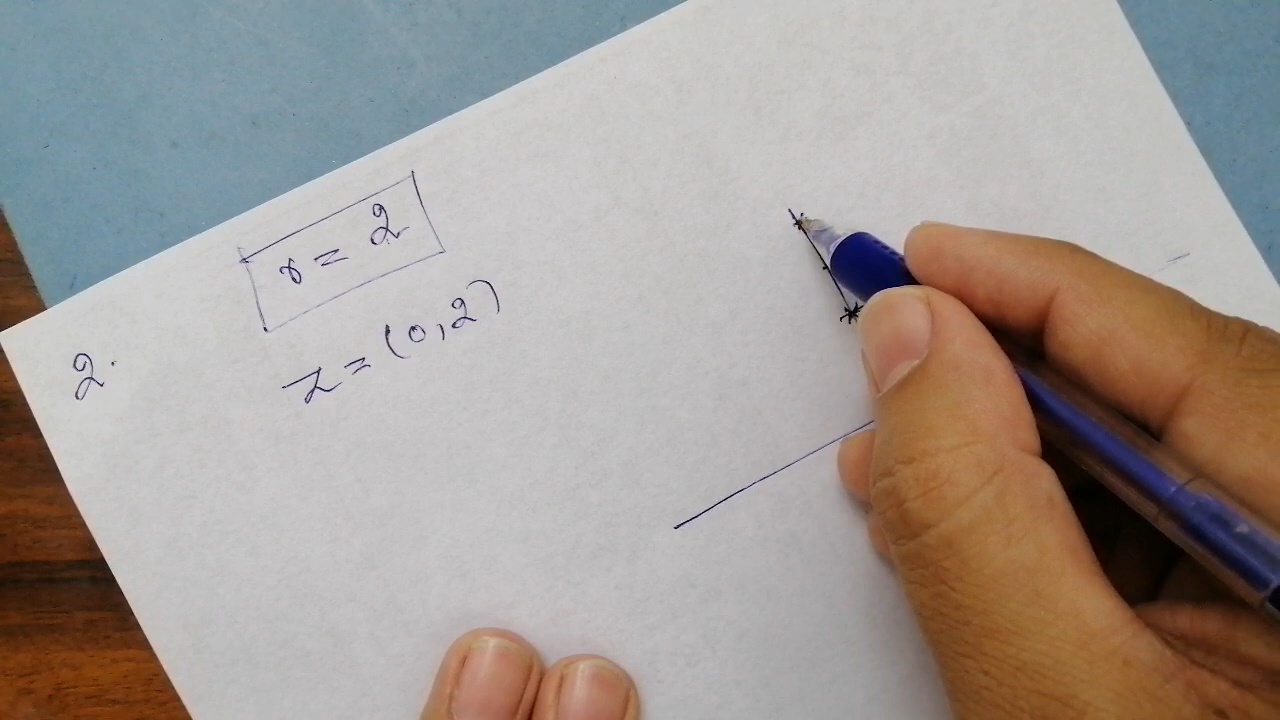 r = 2
2.
z = (0, 2)